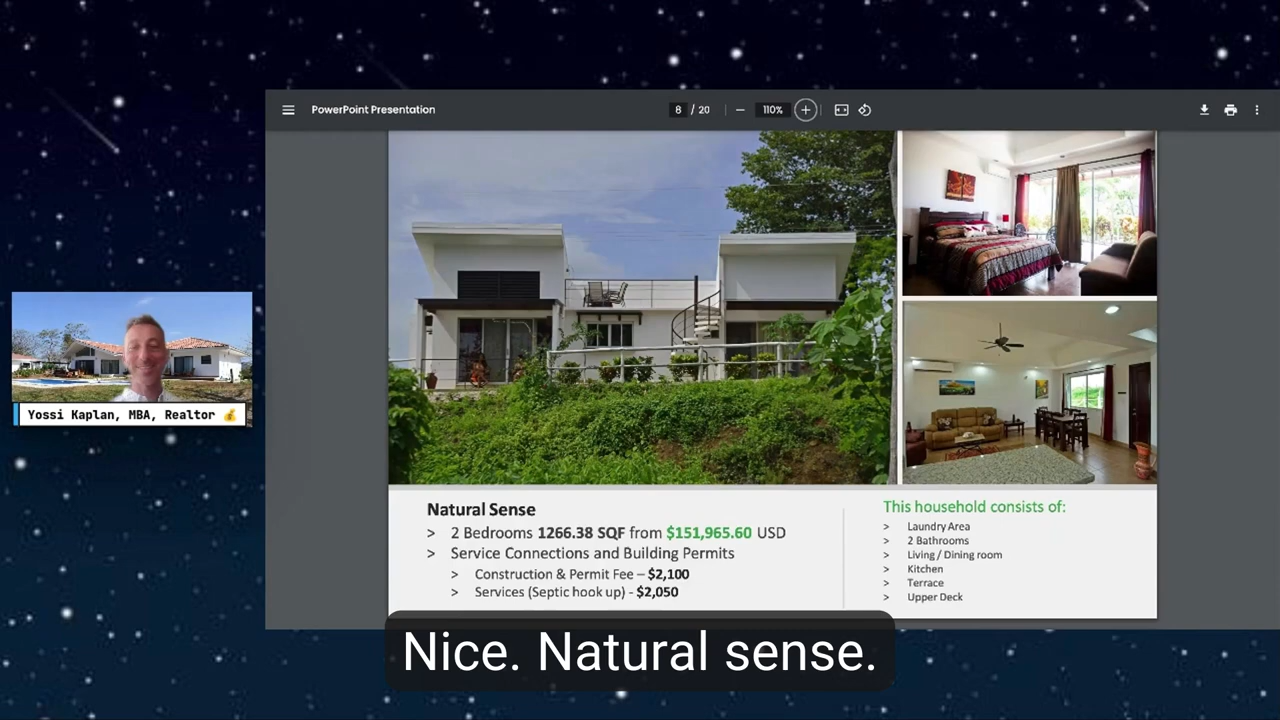 PowerPoint Presentation
8 / 20
110%
Yossi Kaplan, MBA, Realtor 💰
Natural Sense
> 2 Bedrooms 1266.38 SQF from $151,965.60 USD
> Service Connections and Building Permits
> Construction & Permit Fee – $2,100
> Services (Septic hook up) - $2,050
This household consists of:
> Laundry Area
> 2 Bathrooms
> Living / Dining room
> Kitchen
> Terrace
> Upper Deck
Nice. Natural sense.